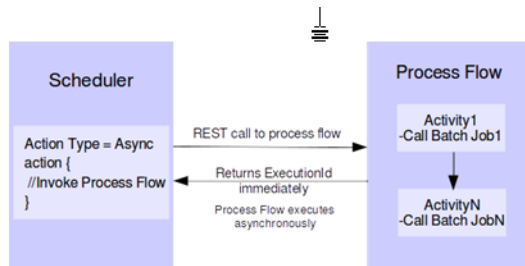 Scheduler
Action Type = Async
action {
//Invoke Process Flow
}
REST call to process flow
Returns ExecutionId
immediately
Process Flow executes
asynchronously
Process Flow
Activity1
-Call Batch Job1
ActivityN
-Call Batch JobN